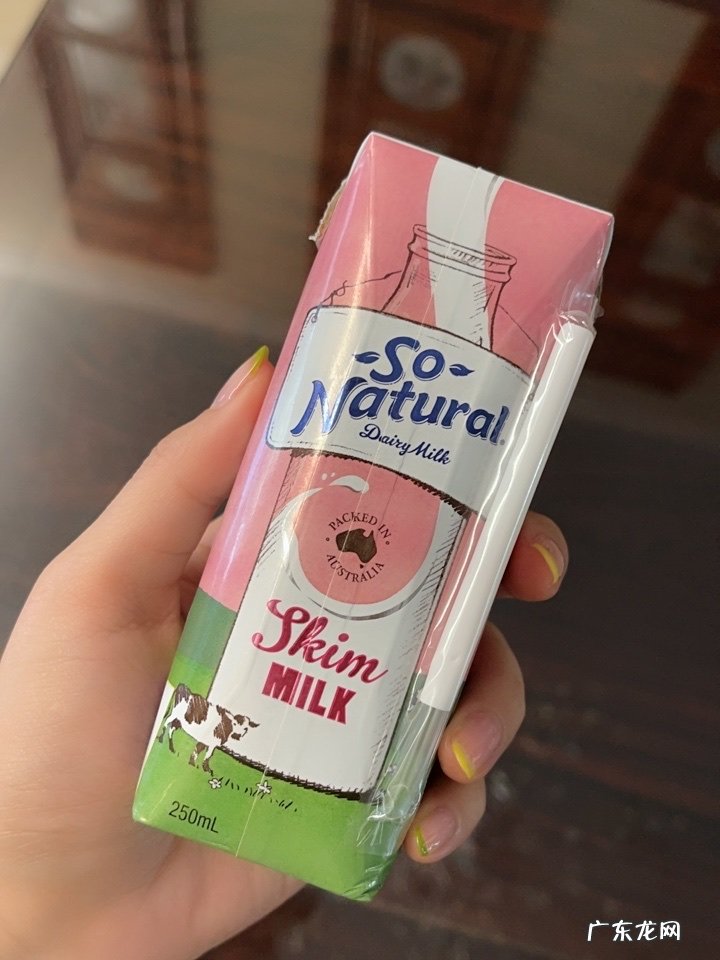 So
Natural
Dairy Milk
PACKED IN
AUSTRALIA
Skim
MILK
250mL
广东龙网